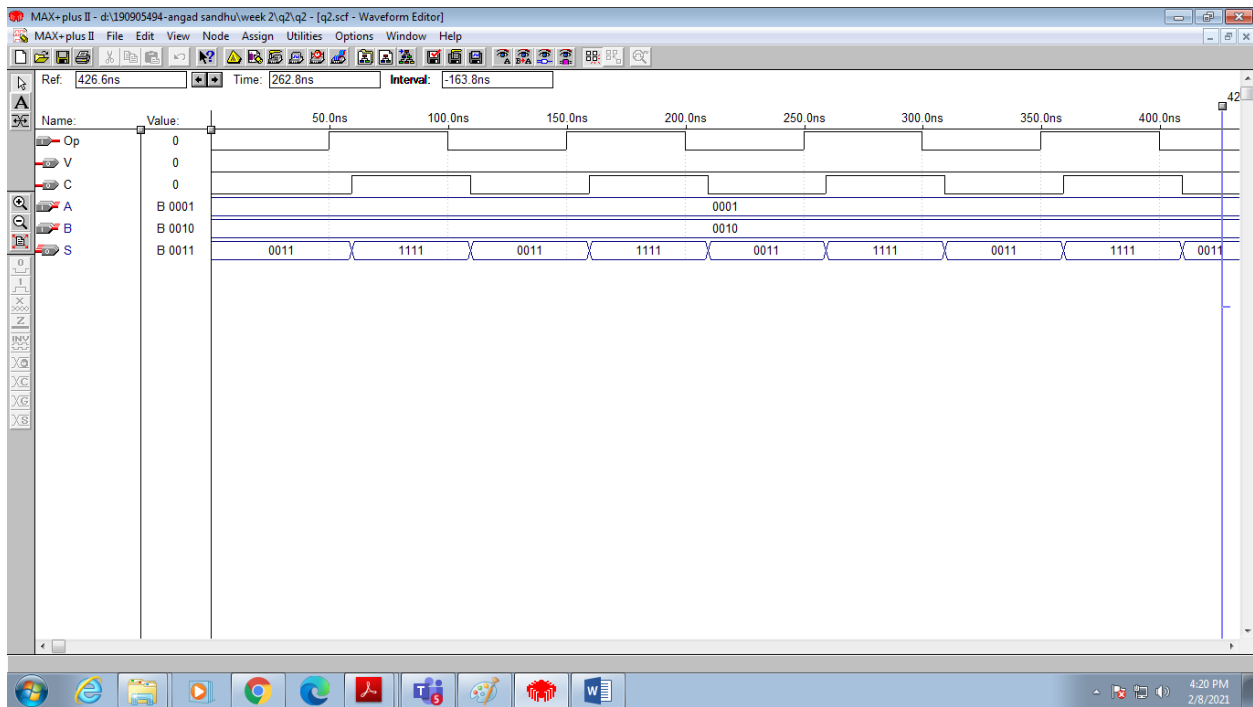 MAX+plus II - d:\190905494-angad sandhu\week 2\q2\q2 - [q2.scf - Waveform Editor]
MAX+plus II File Edit View Node Assign Utilities Options Window Help
Ref: 426.6ns Time: 262.8ns Interval: -163.8ns
42
Name: Value: 50.0ns 100.0ns 150.0ns 200.0ns 250.0ns 300.0ns 350.0ns 400.0ns
Op 0
V 0
C 0
A B 0001 0001
B B 0010 0010
S B 0011 0011 1111 0011 1111 0011 1111 0011 1111 0011
4:20 PM
2/8/2021